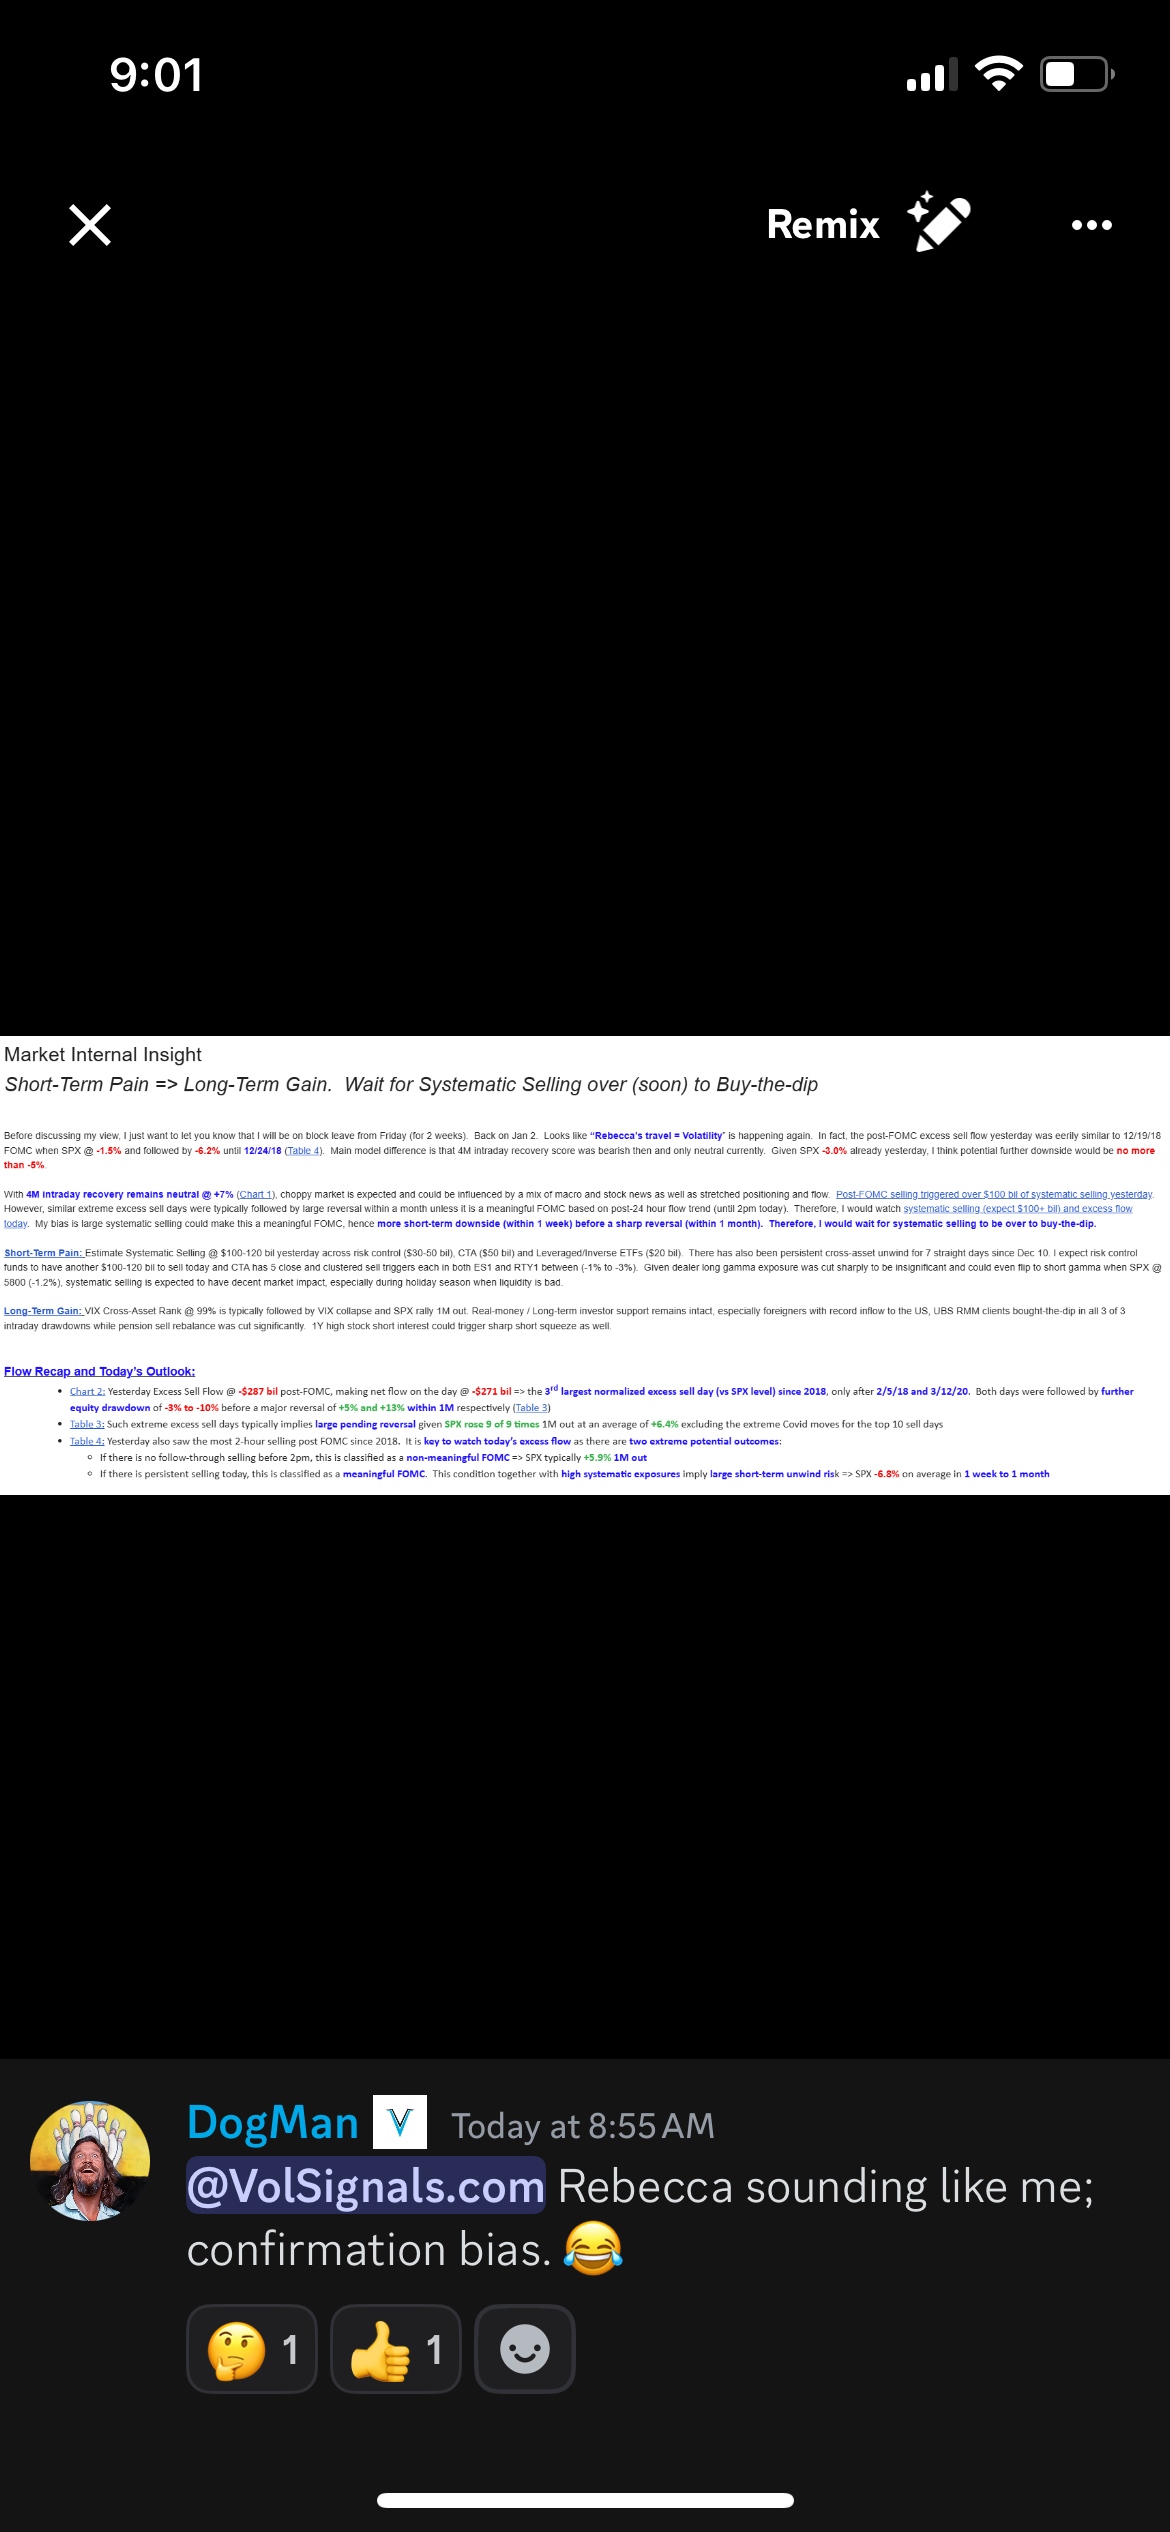 9:01
Remix
Market Internal Insight
Short-Term Pain => Long-Term Gain.  Wait for Systematic Selling over (soon) to Buy-the-dip
Before discussing my view, I just want to let you know that I will be on block leave from Friday (for 2 weeks).  Back on Jan 2.  Looks like “Rebecca's travel = Volatility” is happening again.  In fact, the post-FOMC excess sell flow yesterday was eerily similar to 12/19/18
FOMC when SPX @ -1.5% and followed by -6.2% until 12/24/18 (Table 4).  Main model difference is that 4M intraday recovery score was bearish then and only neutral currently.  Given SPX -3.0% already yesterday, I think potential further downside would be no more
than -5%.
With 4M intraday recovery remains neutral @ +7% (Chart 1), choppy market is expected and could be influenced by a mix of macro and stock news as well as stretched positioning and flow.  Post-FOMC selling triggered over $100 bil of systematic selling yesterday.
However, similar extreme excess sell days were typically followed by large reversal within a month unless it is a meaningful FOMC based on post-24 hour flow trend (until 2pm today).  Therefore, I would watch systematic selling (expect $100+ bil) and excess flow
today.  My bias is large systematic selling could make this a meaningful FOMC, hence more short-term downside (within 1 week) before a sharp reversal (within 1 month).  Therefore, I would wait for systematic selling to be over to buy-the-dip.
Short-Term Pain: Estimate Systematic Selling @ $100-120 bil yesterday across risk control ($30-50 bil), CTA ($50 bil) and Leveraged/Inverse ETFs ($20 bil).  There has also been persistent cross-asset unwind for 7 straight days since Dec 10. I expect risk control
funds to have another $100-120 bil to sell today and CTA has 5 close and clustered sell triggers each in both ES1 and RTY1 between (-1% to -3%).  Given dealer long gamma exposure was cut sharply to be insignificant and could even flip to short gamma when SPX @
5800 (-1.2%), systematic selling is expected to have decent market impact, especially during holiday season when liquidity is bad.
Long-Term Gain: VIX Cross-Asset Rank @ 99% is typically followed by VIX collapse and SPX rally 1M out. Real-money / Long-term investor support remains intact, especially foreigners with record inflow to the US, UBS RMM clients bought-the-dip in all 3 of 3
intraday drawdowns while pension sell rebalance was cut significantly.  1Y high stock short interest could trigger sharp short squeeze as well.
Flow Recap and Today's Outlook:
• Chart 2: Yesterday Excess Sell Flow @ -$287 bil post-FOMC, making net flow on the day @ -$271 bil => the 3rd largest normalized excess sell day (vs SPX level) since 2018, only after 2/5/18 and 3/12/20.  Both days were followed by further
equity drawdown of -3% to -10% before a major reversal of +5% and +13% within 1M respectively (Table 3)
• Table 3: Such extreme excess sell days typically implies large pending reversal given SPX rose 9 of 9 times 1M out at an average of +6.4% excluding the extreme Covid moves for the top 10 sell days
• Table 4: Yesterday also saw the most 2-hour selling post FOMC since 2018.  It is key to watch today's excess flow as there are two extreme potential outcomes:
○ If there is no follow-through selling before 2pm, this is classified as a non-meaningful FOMC => SPX typically +5.9% 1M out
○ If there is persistent selling today, this is classified as a meaningful FOMC.  This condition together with high systematic exposures imply large short-term unwind risk => SPX -6.8% on average in 1 week to 1 month
DogMan V Today at 8:55 AM
@VolSignals.com Rebecca sounding like me;
confirmation bias. 😂
🤔 1 👍 1